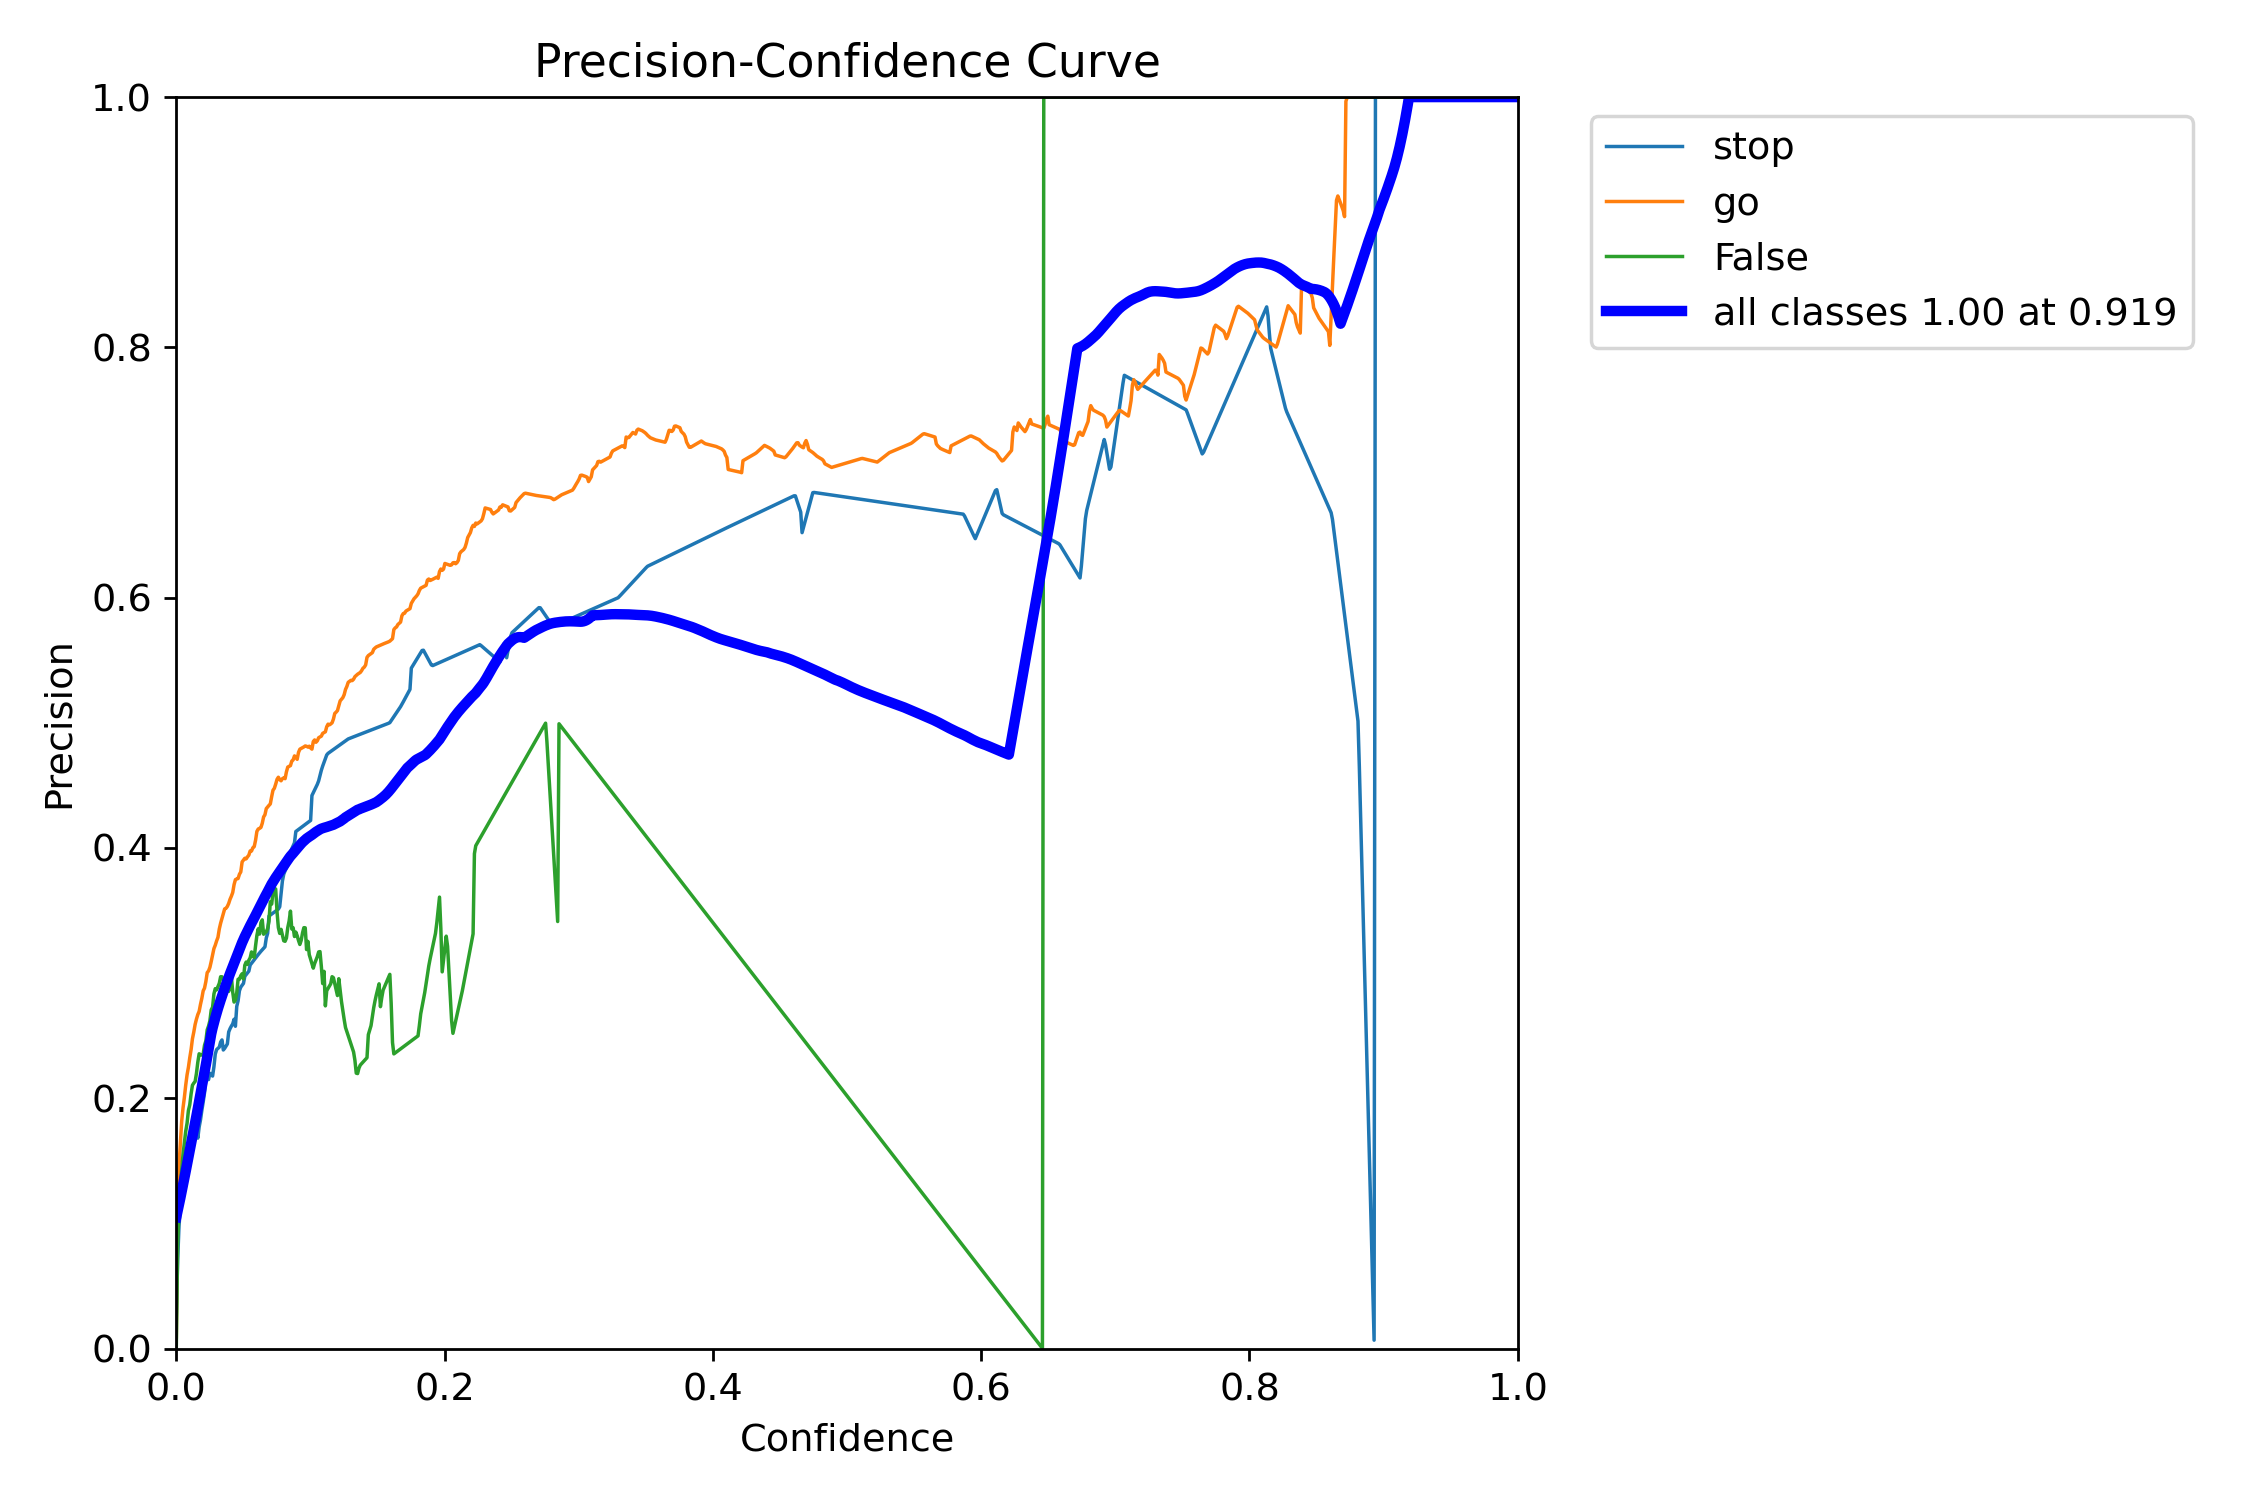 Precision-Confidence Curve
1.0
0.8
0.6
0.4
0.2
0.0
Precision
0.0 0.2 0.4 0.6 0.8 1.0
Confidence
stop
go
False
all classes 1.00 at 0.919